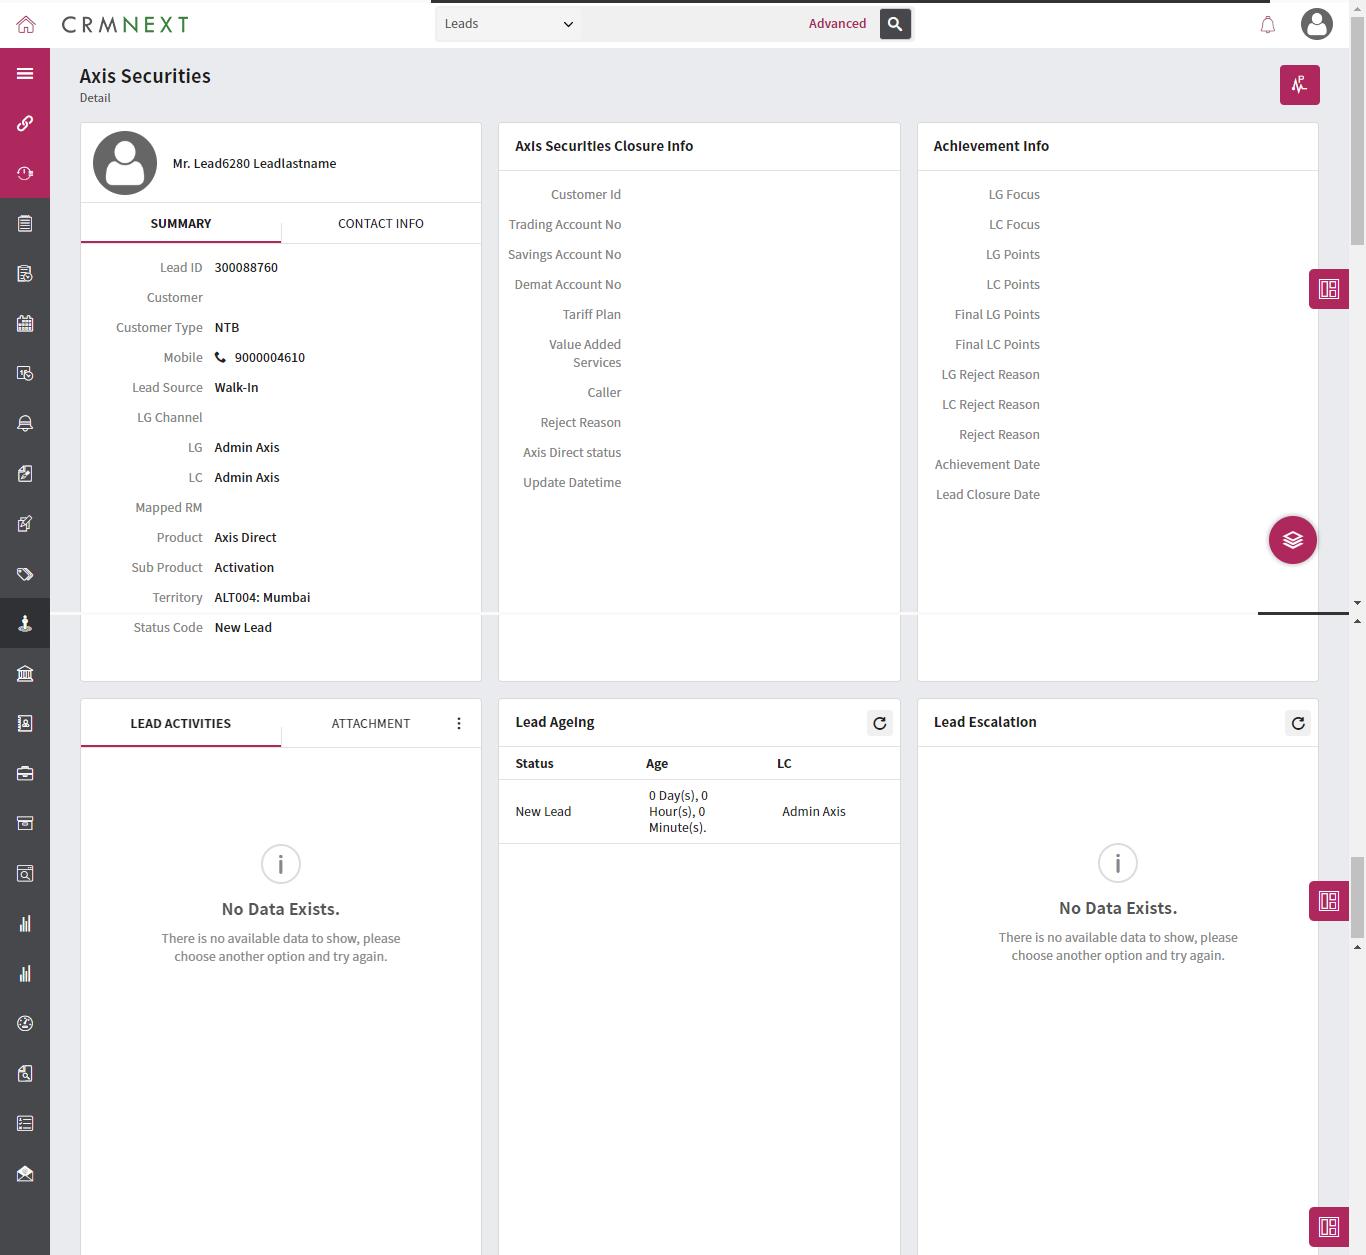 CRMNEXT
Leads
Advanced
Axis Securities
Detail
Mr. Lead6280 Leadlastname
SUMMARY
CONTACT INFO
Lead ID 300088760
Customer
Customer Type NTB
Mobile 9000004610
Lead Source Walk-In
LG Channel
LG Admin Axis
LC Admin Axis
Mapped RM
Product Axis Direct
Sub Product Activation
Territory ALT004: Mumbai
Status Code New Lead
Axis Securities Closure Info
Customer Id
Trading Account No
Savings Account No
Demat Account No
Tariff Plan
Value Added
Services
Caller
Reject Reason
Axis Direct status
Update Datetime
Achievement Info
LG Focus
LC Focus
LG Points
LC Points
Final LG Points
Final LC Points
LG Reject Reason
LC Reject Reason
Reject Reason
Achievement Date
Lead Closure Date
LEAD ACTIVITIES
ATTACHMENT
No Data Exists.
There is no available data to show, please
choose another option and try again.
Lead Ageing
Status Age LC
New Lead
0 Day(s), 0
Hour(s), 0
Minute(s).
Admin Axis
Lead Escalation
No Data Exists.
There is no available data to show, please
choose another option and try again.